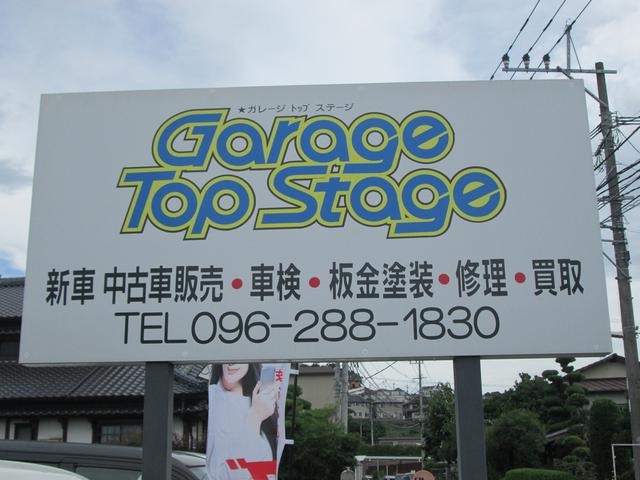 ★ガレージ トップ ステージ
Garage
Top Stage
新車 中古車販売・車検・板金塗装・修理・買取
TEL 096-288-1830